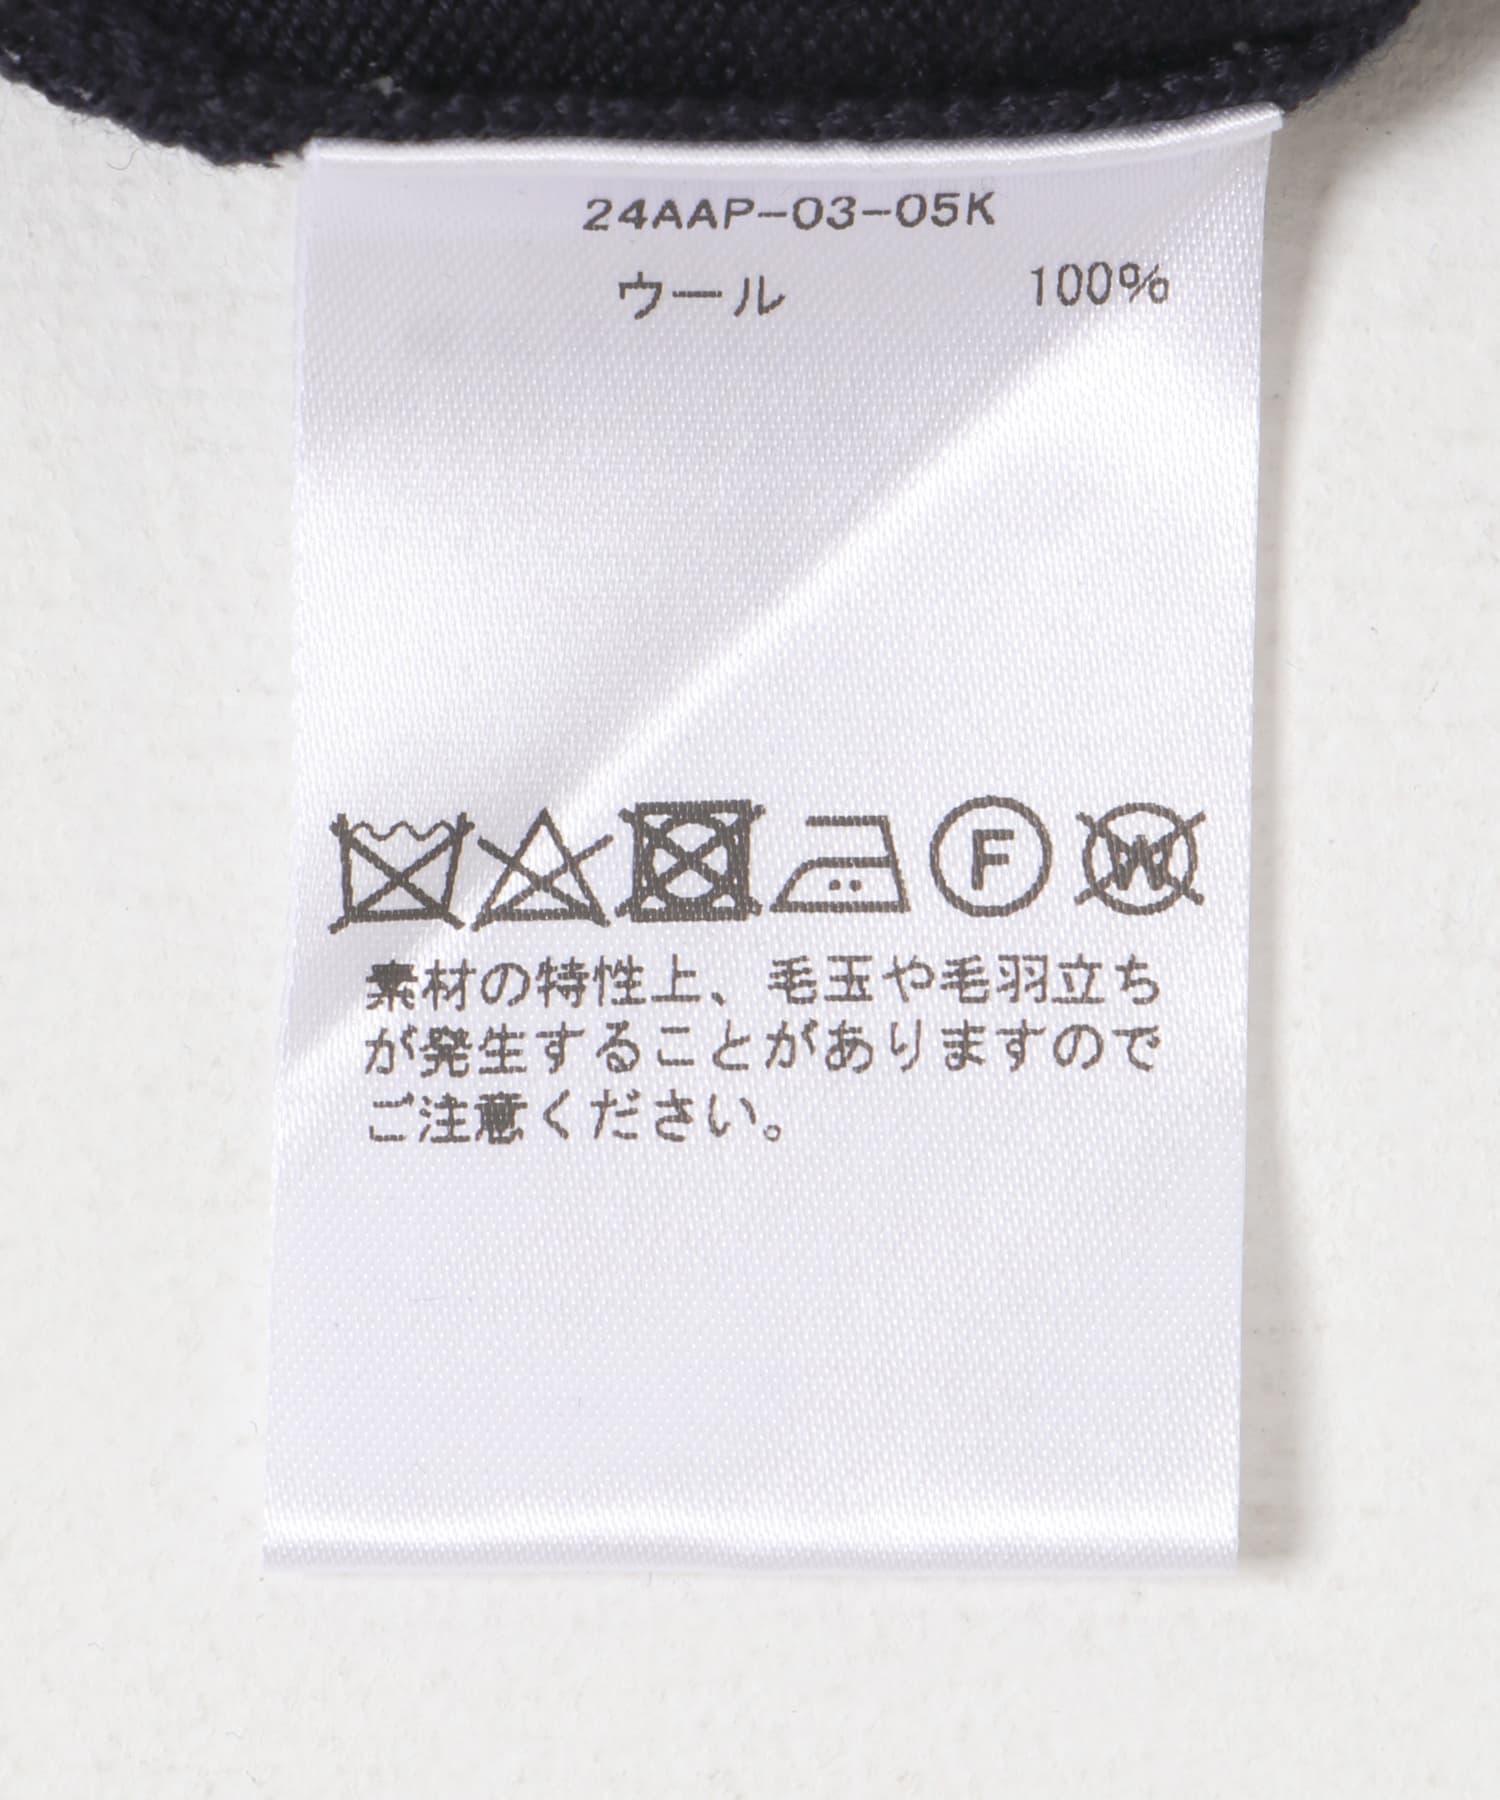 24AAP-03-05K
ウール 100%
F W
素材の特性上、毛玉や毛羽立ち
が発生することがありますので
ご注意ください。